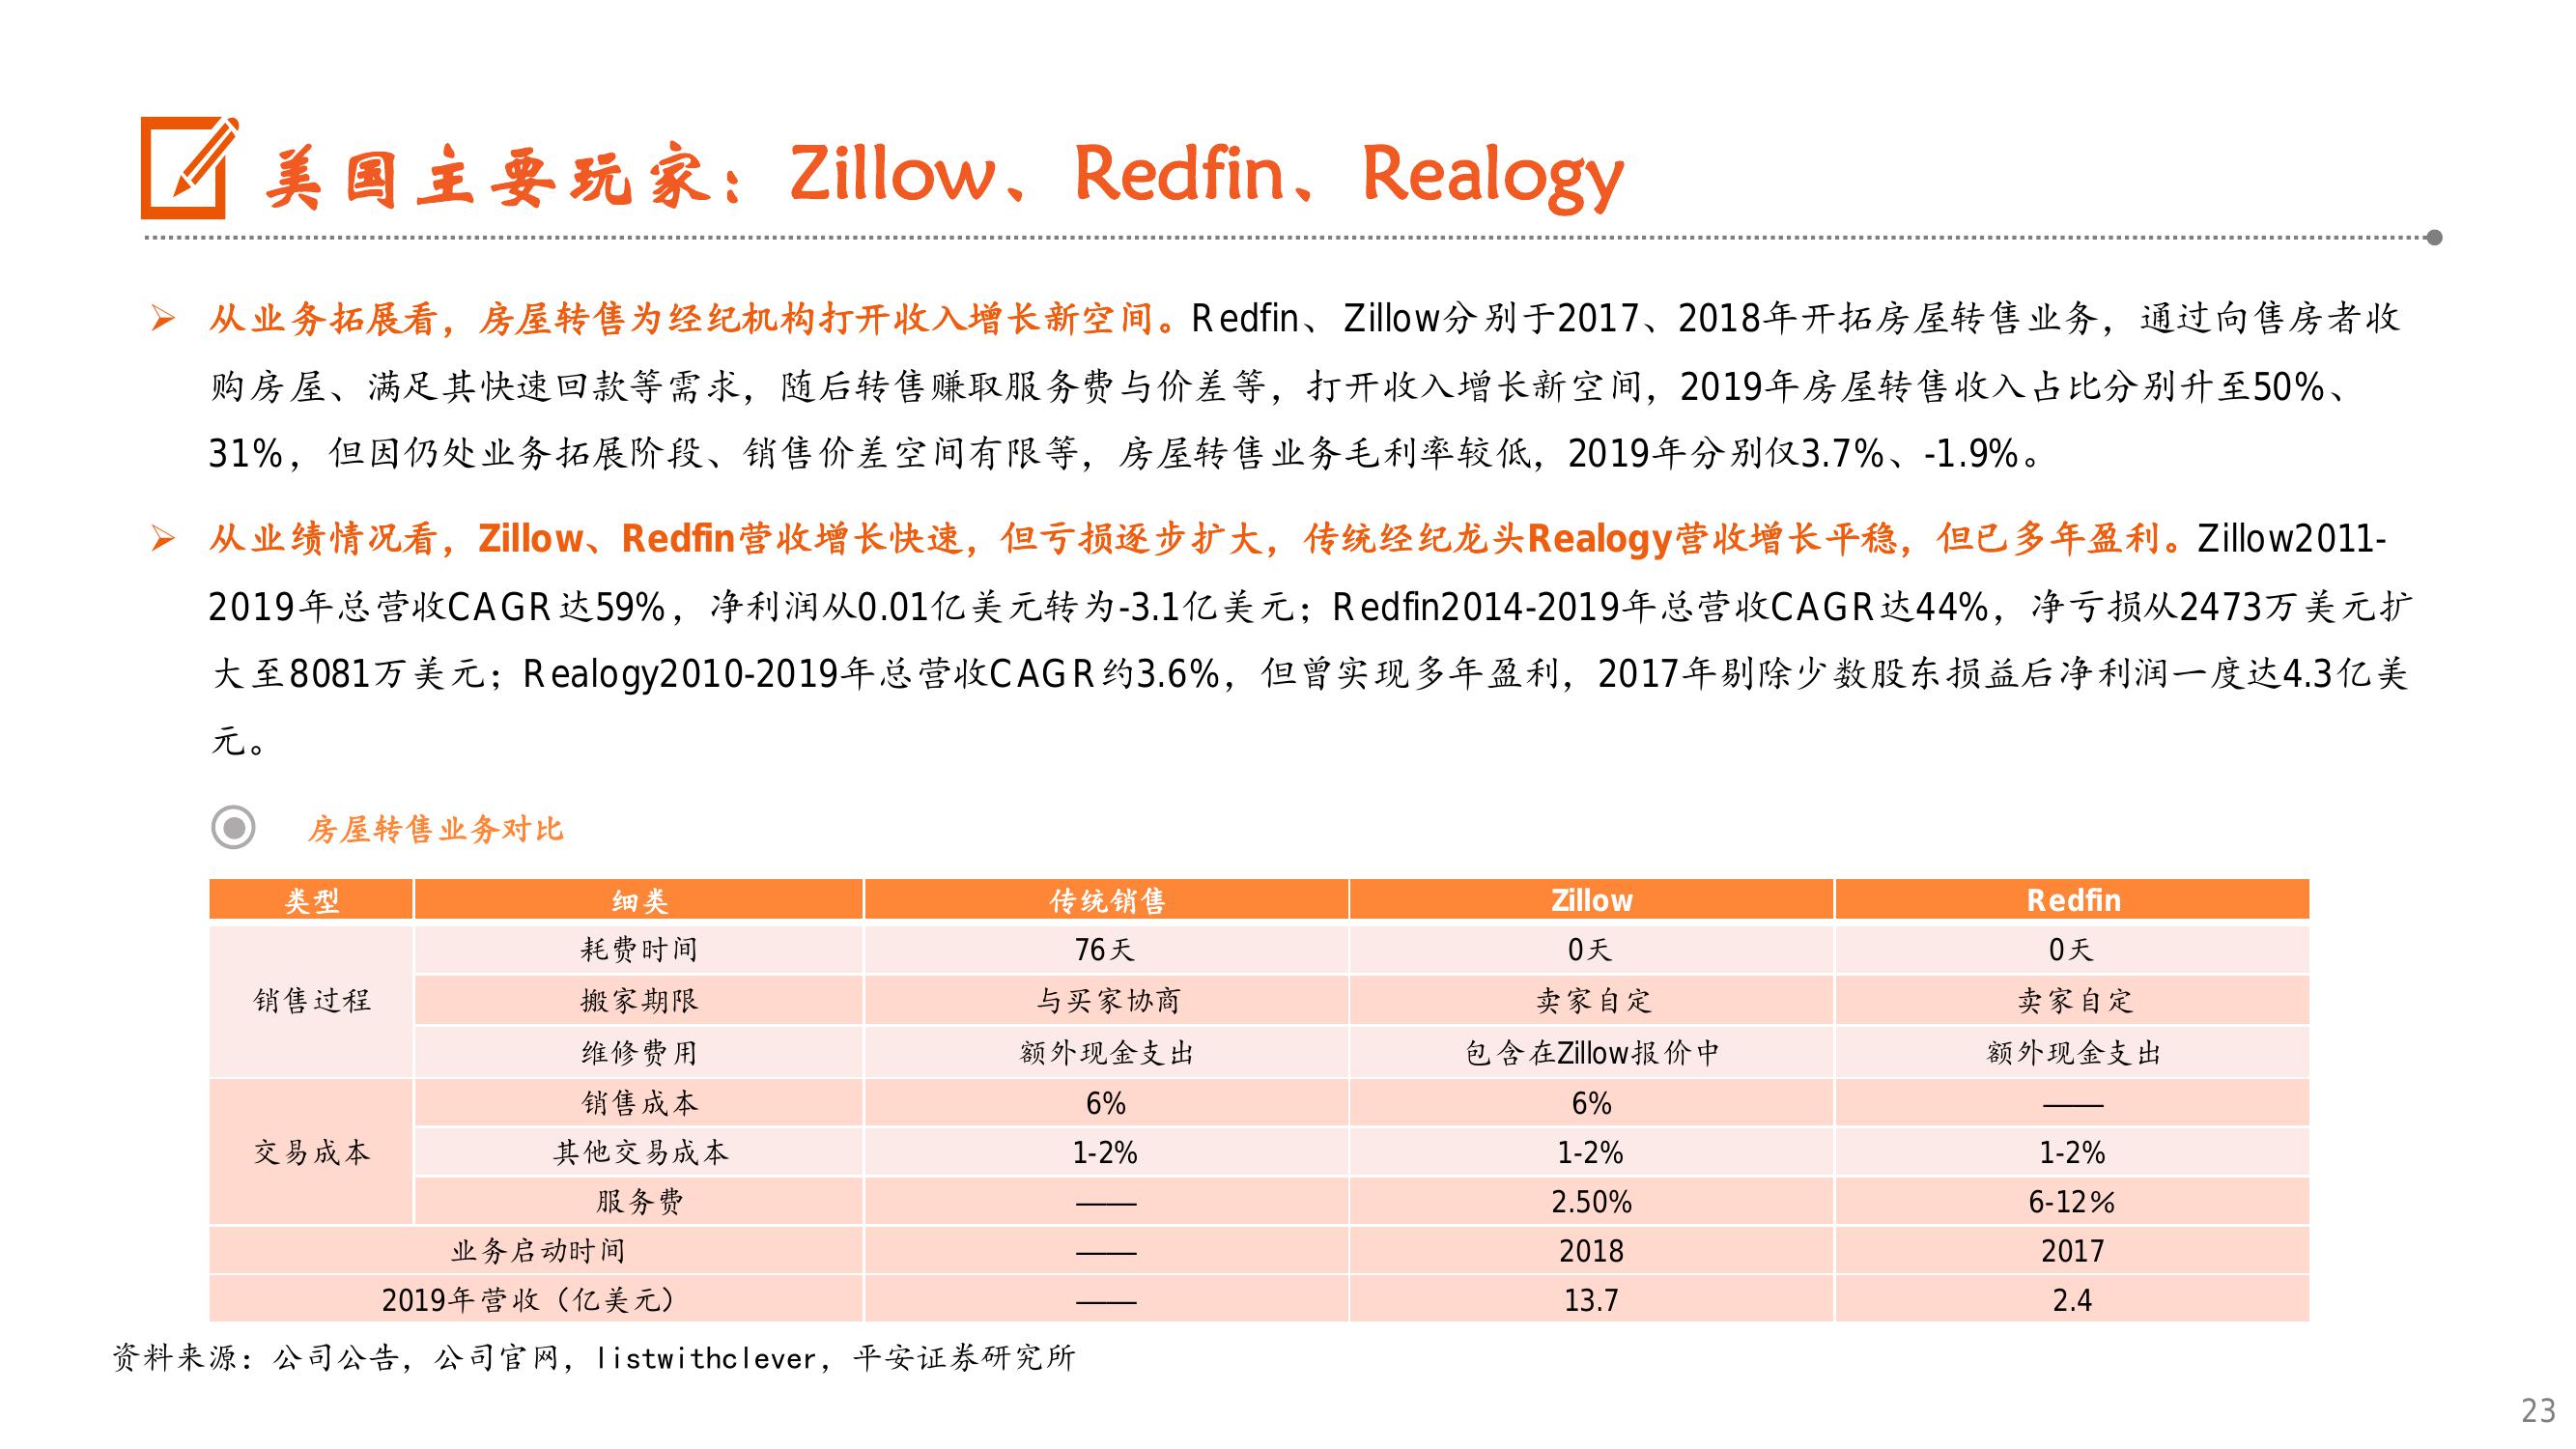 美国主要玩家：Zillow、Redfin、Realogy
从业务拓展看，房屋转售为经纪机构打开收入增长新空间。Redfin、Zillow分别于2017、2018年开拓房屋转售业务，通过向售房者收
购房屋、满足其快速回款等需求，随后转售赚取服务费与价差等，打开收入增长新空间，2019年房屋转售收入占比分别升至50%、
31%，但因仍处业务拓展阶段、销售价差空间有限等，房屋转售业务毛利率较低，2019年分别仅3.7%、-1.9%。
从业绩情况看，Zillow、Redfin营收增长快速，但亏损逐步扩大，传统经纪龙头Realogy营收增长平稳，但已多年盈利。Zillow2011-
2019年总营收CAGR达59%，净利润从0.01亿美元转为-3.1亿美元；Redfin2014-2019年总营收CAGR达44%，净亏损从2473万美元扩
大至8081万美元；Realogy2010-2019年总营收CAGR约3.6%，但曾实现多年盈利，2017年剔除少数股东损益后净利润一度达4.3亿美
元。
房屋转售业务对比
类型 细类 传统销售 Zillow Redfin
销售过程 耗费时间 76天 0天 0天
搬家期限 与买家协商 卖家自定 卖家自定
维修费用 额外现金支出 包含在Zillow报价中 额外现金支出
交易成本 销售成本 6% 6% ——
其他交易成本 1-2% 1-2% 1-2%
服务费 —— 2.50% 6-12%
业务启动时间 —— 2018 2017
2019年营收（亿美元） —— 13.7 2.4
资料来源：公司公告，公司官网，listwithclever，平安证券研究所
23